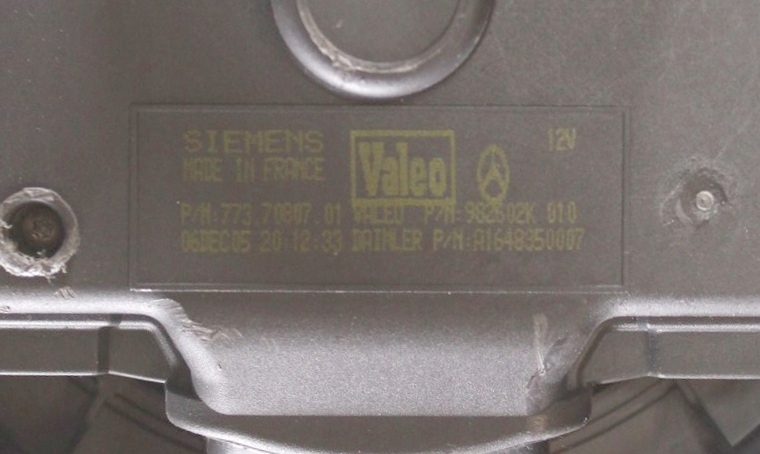 SIEMENS Valeo 12V
MADE IN FRANCE
P/N:773.70807.01 VALEO P/N:982602K 010
06DEC05 20:12:33 DAIMLER P/N:A1648350007